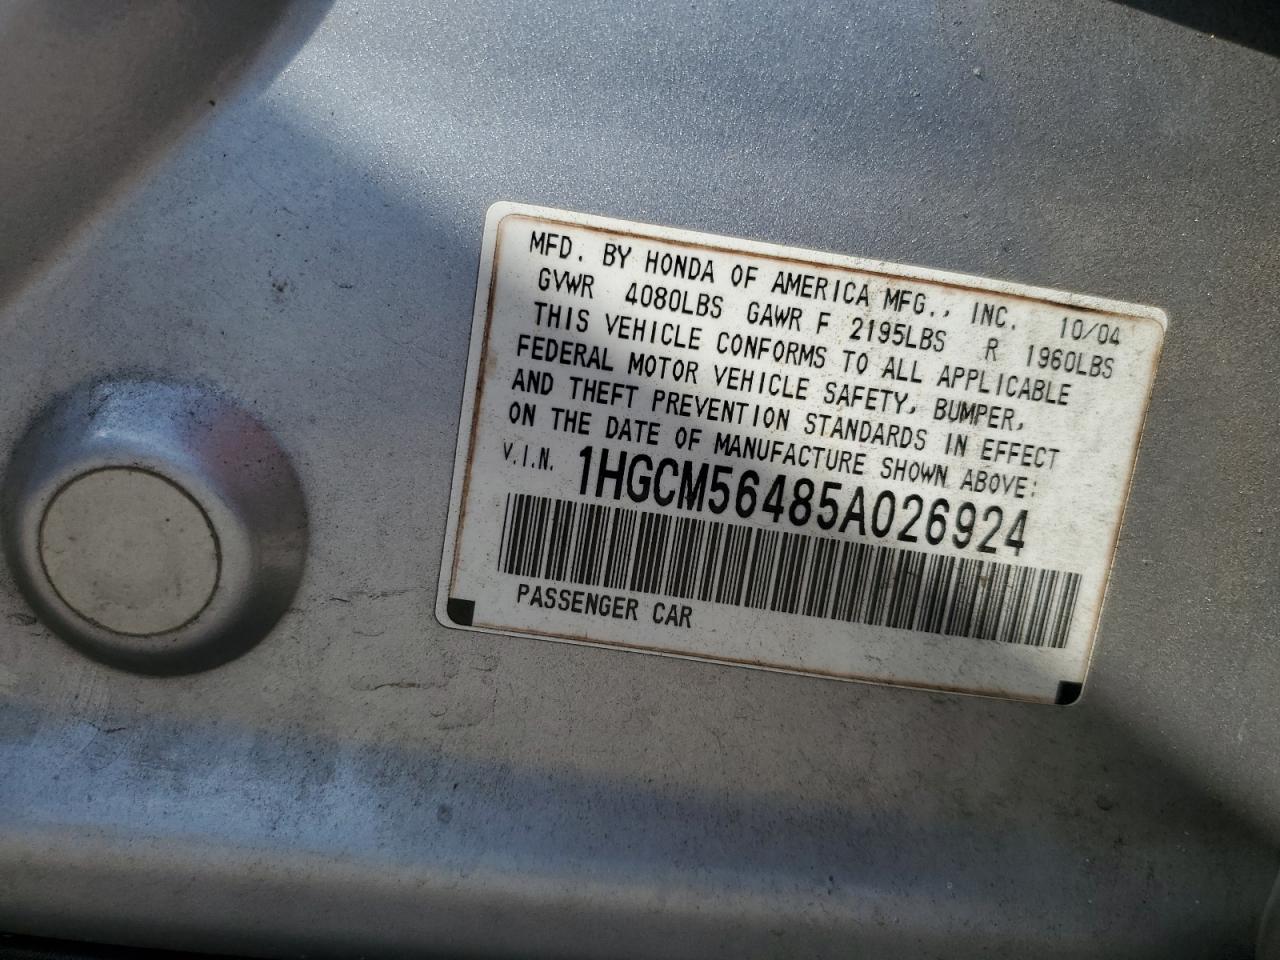 MFD. BY HONDA OF AMERICA MFG., INC. 10/04
GVWR 4080LBS GAWR F 2195LBS R 1960LBS
THIS VEHICLE CONFORMS TO ALL APPLICABLE
FEDERAL MOTOR VEHICLE SAFETY, BUMPER,
AND THEFT PREVENTION STANDARDS IN EFFECT
ON THE DATE OF MANUFACTURE SHOWN ABOVE:
V.I.N. 1HGCM56485A026924
PASSENGER CAR